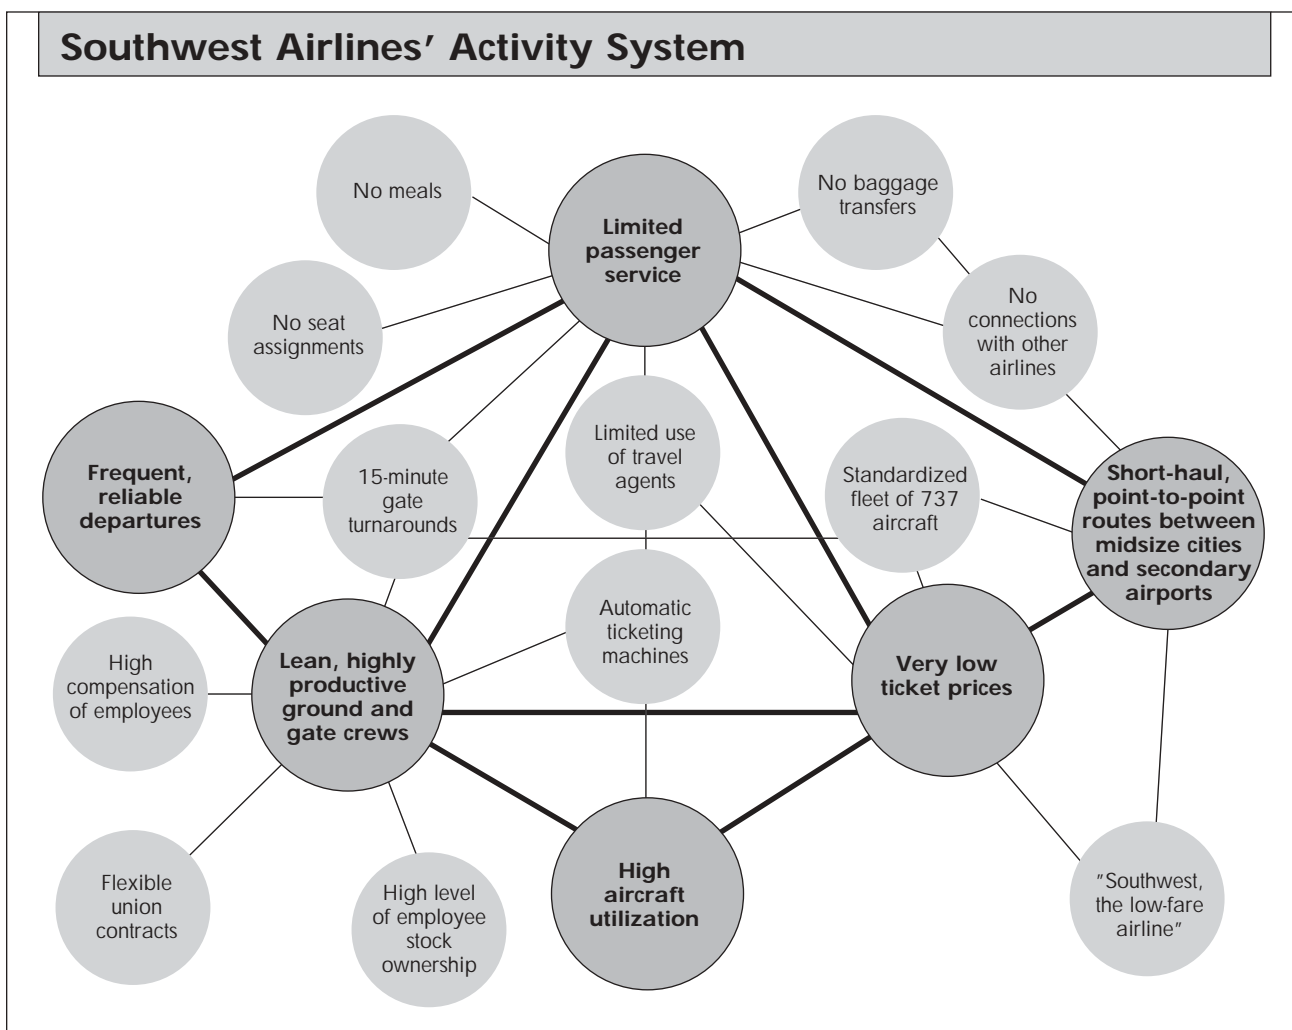 Southwest Airlines’ Activity System
No meals
No baggage
transfers
Limited
passenger
service
No seat
assignments
No
connections
with other
airlines
Frequent,
reliable
departures
15-minute
gate
turnarounds
Limited use
of travel
agents
Standardized
fleet of 737
aircraft
Short-haul,
point-to-point
routes between
midsize cities
and secondary
airports
High
compensation
of employees
Lean, highly
productive
ground and
gate crews
Automatic
ticketing
machines
Very low
ticket prices
Flexible
union
contracts
High level
of employee
stock
ownership
High
aircraft
utilization
"Southwest,
the low-fare
airline"